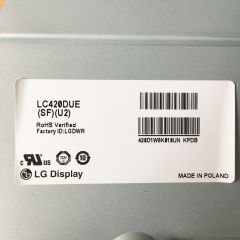 LC420DUE
(SF)(U2)
RoHS Verified
Factory ID:LGDWR
LG Display
MADE IN POLAND